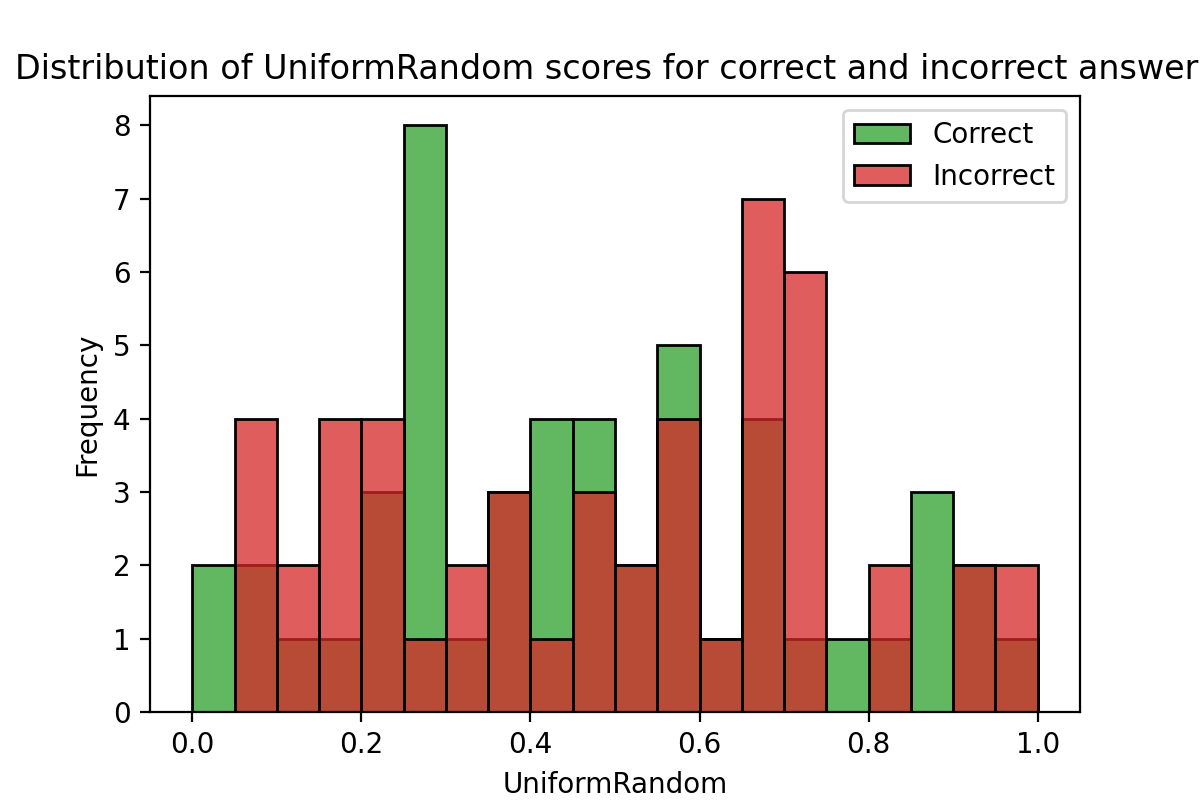 Distribution of UniformRandom scores for correct and incorrect answer
Correct
Incorrect
Frequency
8
7
6
5
4
3
2
1
0
0.0 0.2 0.4 0.6 0.8 1.0
UniformRandom